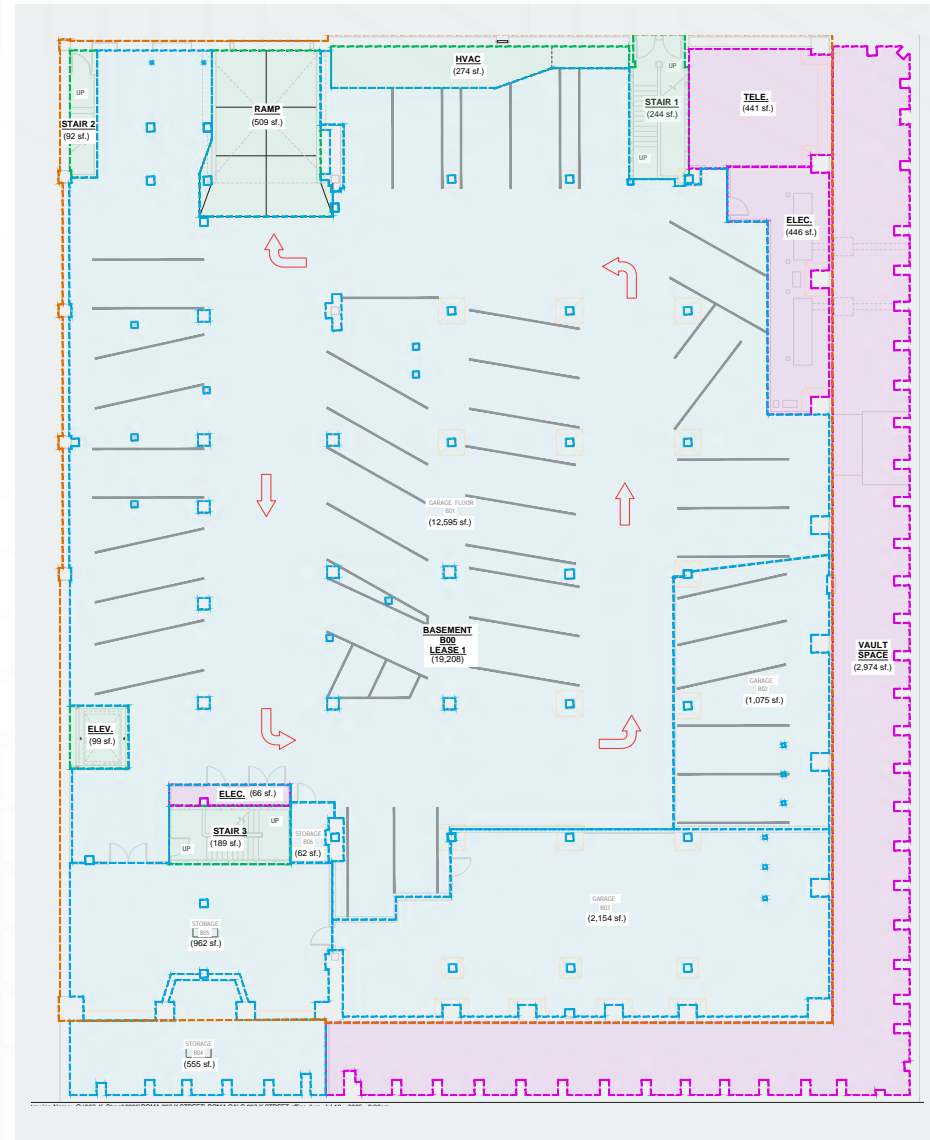 HVAC
(274 sf.)
UP
UP
RAMP
(509 sf.)
STAIR 1
(244 sf.)
TELE.
(441 sf.)
STAIR 2
(92 sf.)
UP
ELEC.
(446 sf.)
GARAGE FLOOR
B01
(12,595 sf.)
BASEMENT
B00
LEASE 1
(19,208)
VAULT
SPACE
(2,974 sf.)
GARAGE
B02
(1,075 sf.)
ELEV.
(99 sf.)
ELEC. (66 sf.)
UP
STAIR 3
(189 sf.)
UP
STORAGE
B06
(62 sf.)
GARAGE
B03
(2,154 sf.)
STORAGE
B05
(962 sf.)
STORAGE
B04
(555 sf.)